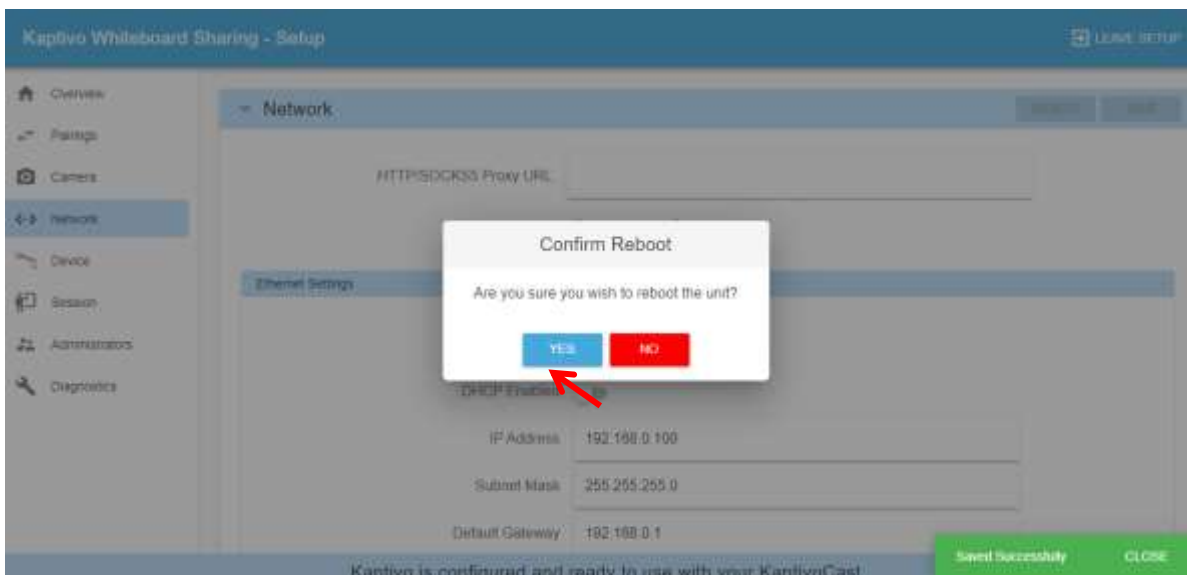 Kaptivo Whiteboard Sharing - Setup
LEAVE SETUP
Overview
Pairings
Camera
Network
Device
Session
Administrators
Diagnostics
Network
HTTP/SOCKS5 Proxy URL
Ethernet Settings
Confirm Reboot
Are you sure you wish to reboot the unit?
YES NO
DHCP Enabled
IP Address 192.168.0.100
Subnet Mask 255.255.255.0
Default Gateway 192.168.0.1
Kaptivo is configured and ready to use with your KaptivoCast
Saved Successfully CLOSE